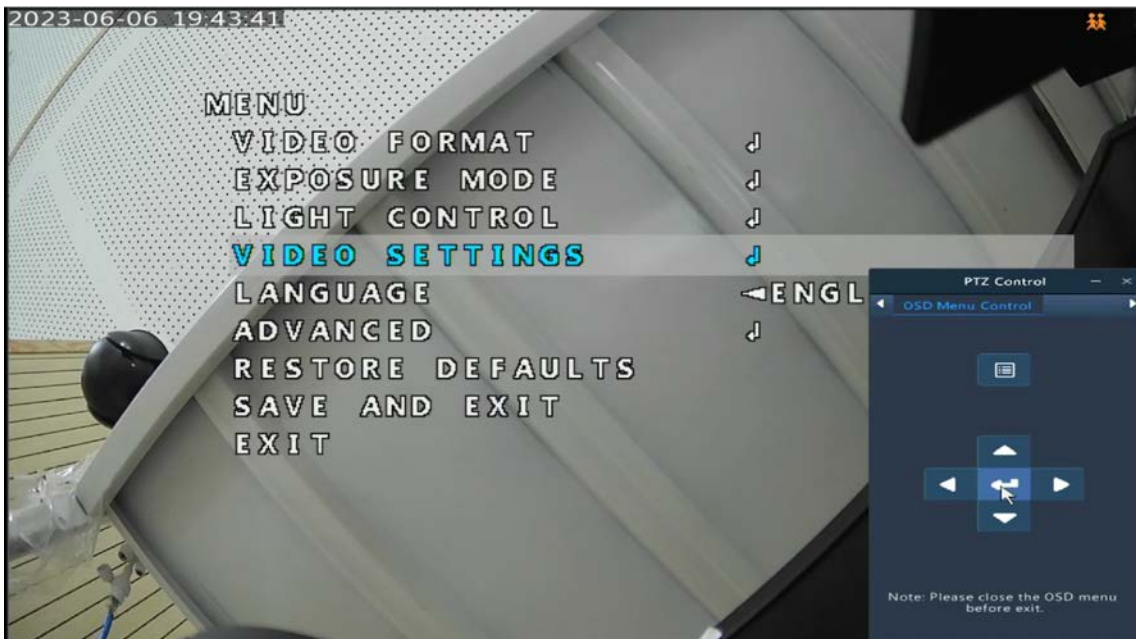 2023-06-06 19:43:41
MENU
VIDEO FORMAT
EXPOSURE MODE
LIGHT CONTROL
VIDEO SETTINGS
LANGUAGE ENGL
ADVANCED
RESTORE DEFAULTS
SAVE AND EXIT
EXIT
PTZ Control
OSD Menu Control
Note: Please close the OSD menu
before exit.